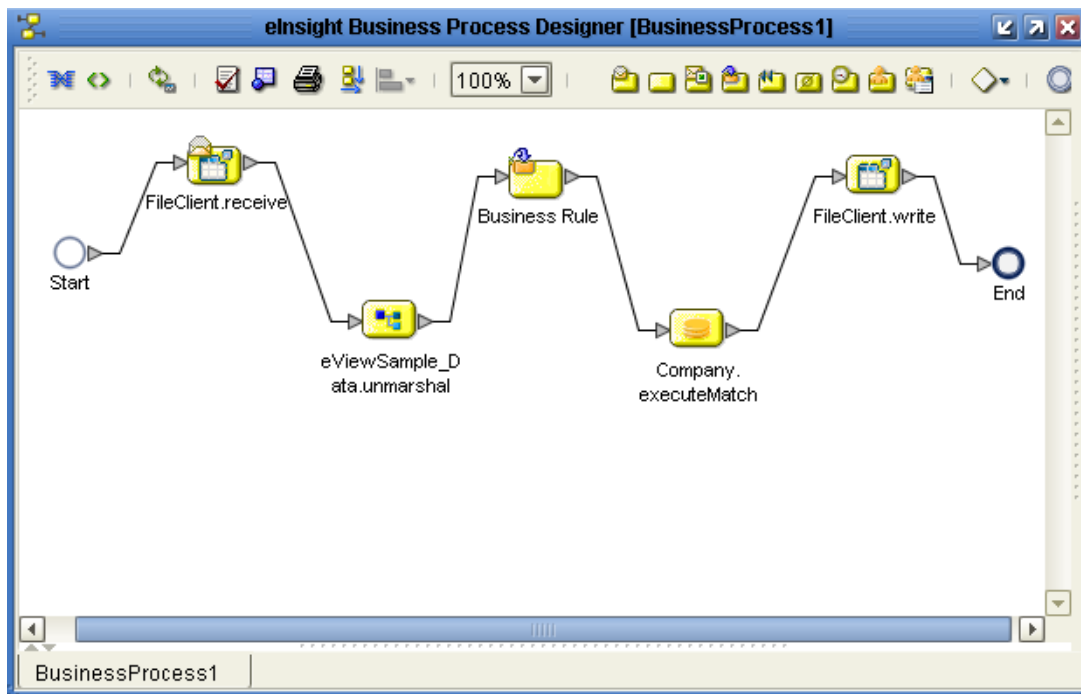 eInsight Business Process Designer [BusinessProcess1]
100%
FileClient.receive
Business Rule
FileClient.write
Start
End
eViewSample_D
ata.unmarshal
Company.
executeMatch
BusinessProcess1